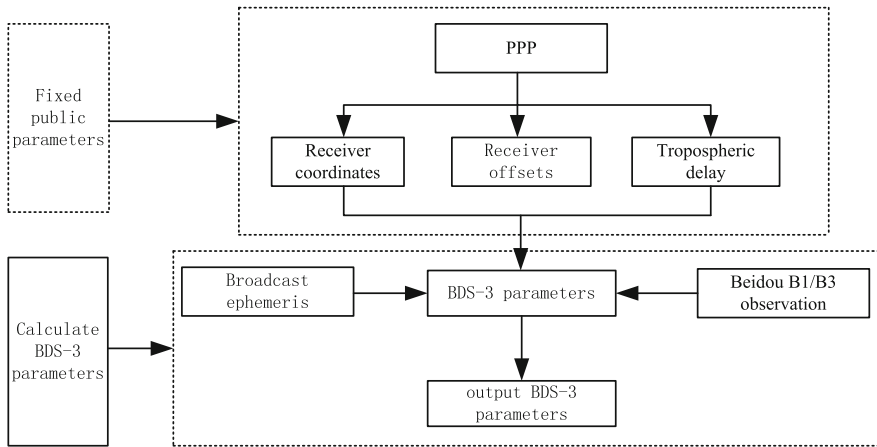 PPP
Fixed
public
parameters
Receiver
coordinates
Receiver
offsets
Tropospheric
delay
Broadcast
ephemeris
BDS-3 parameters
Beidou B1/B3
observation
Calculate
BDS-3
parameters
output BDS-3
parameters